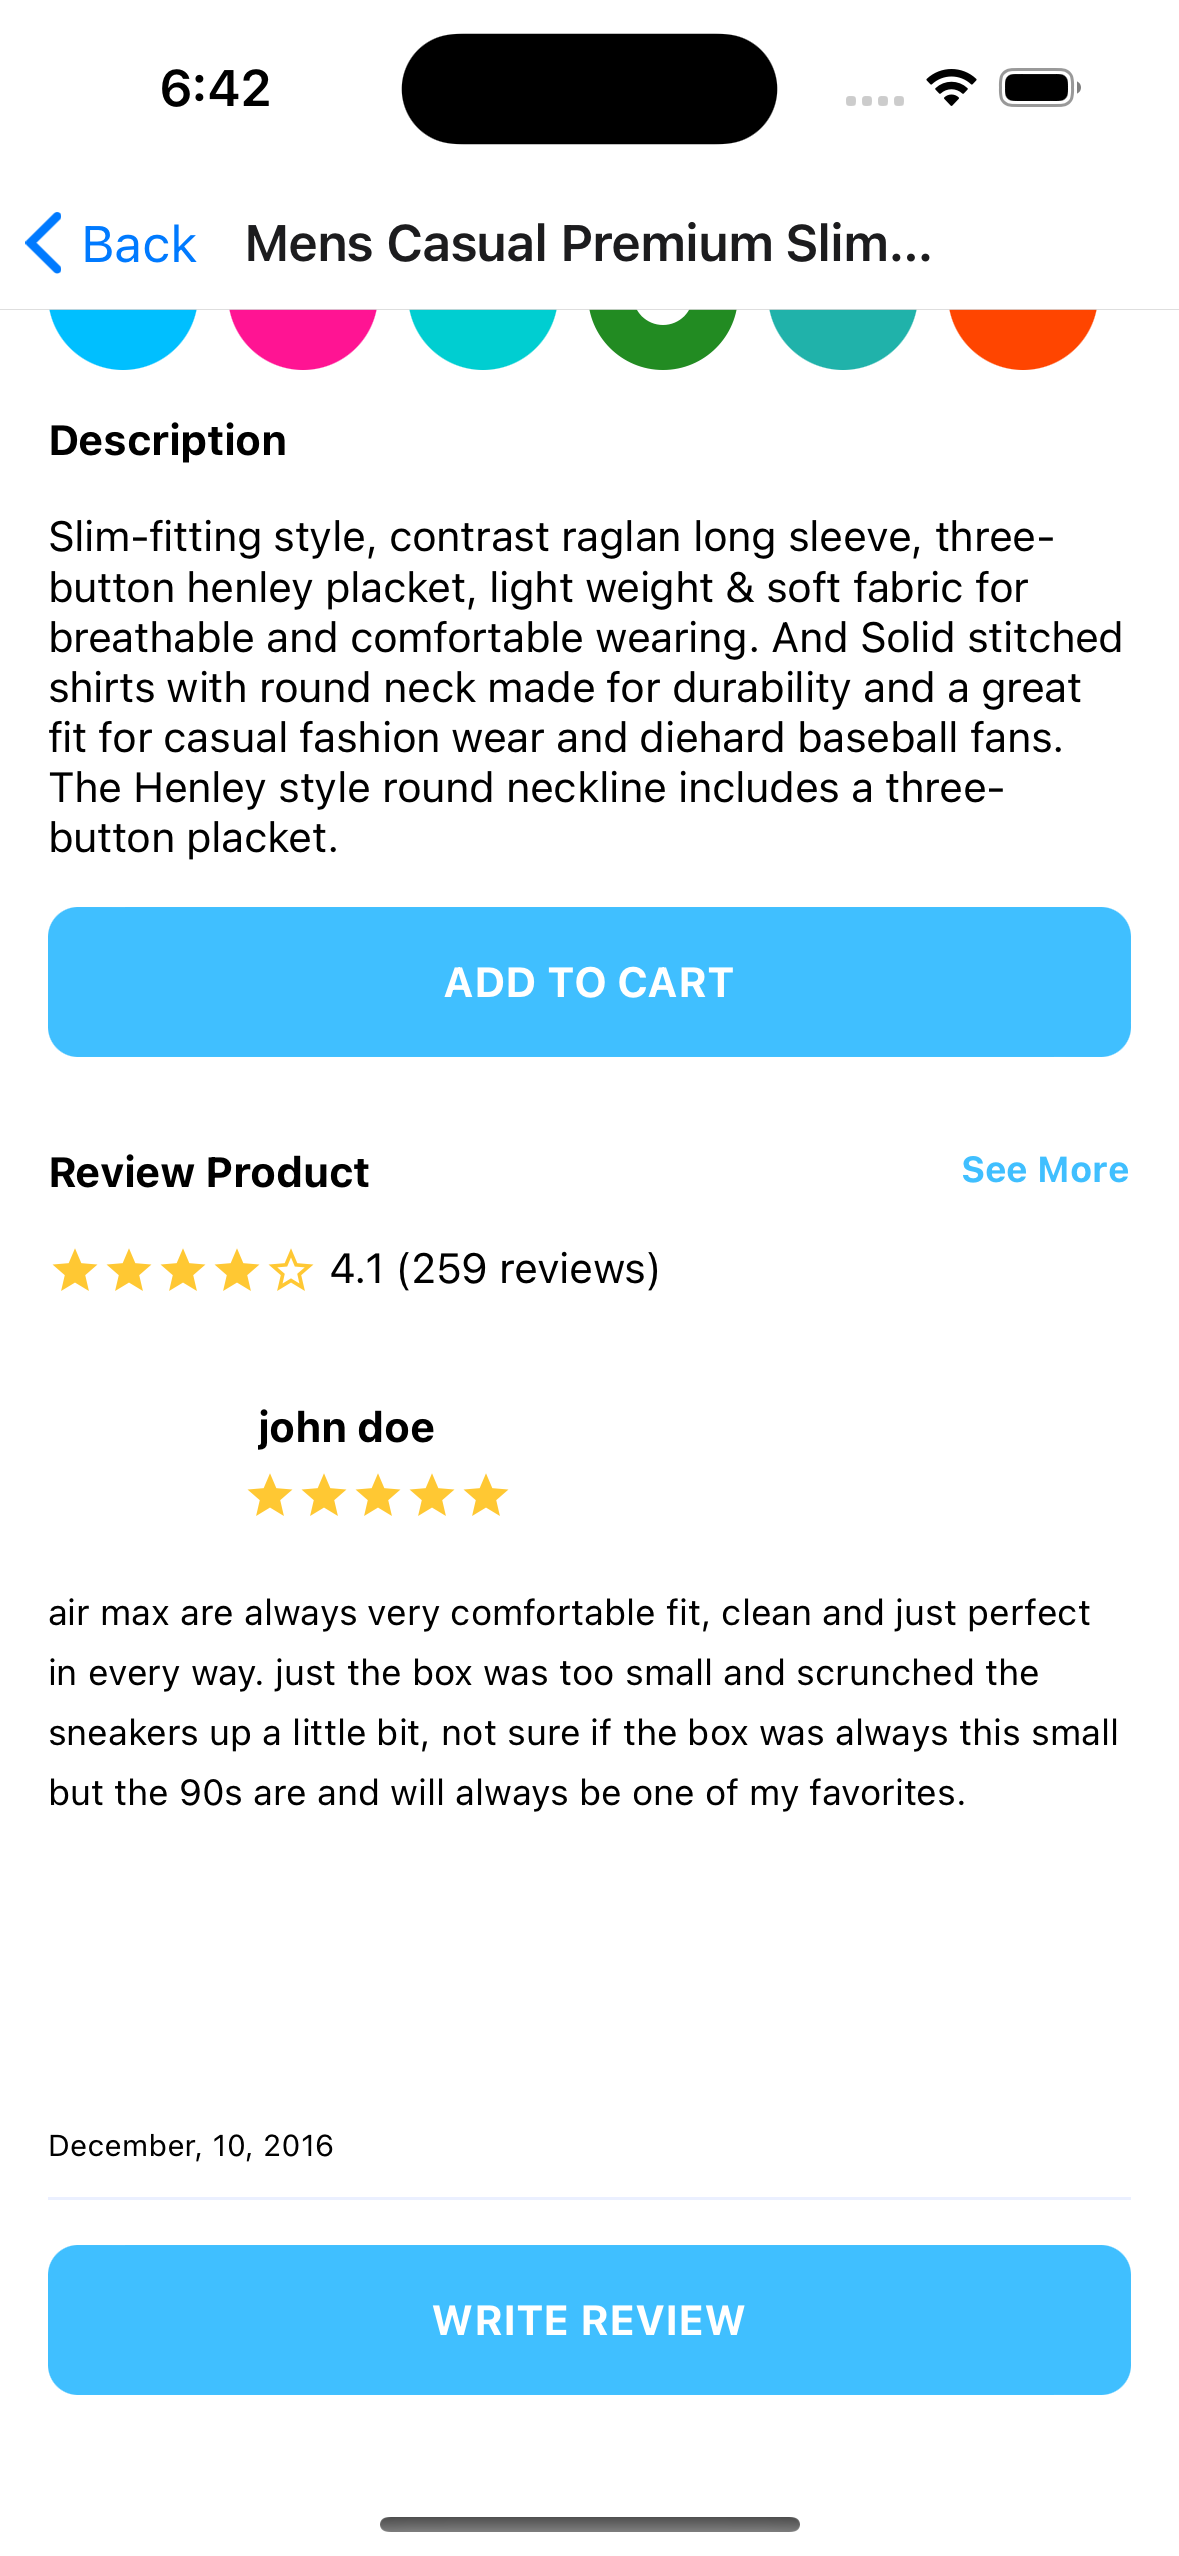 6:42
Back
Mens Casual Premium Slim...
Description
Slim-fitting style, contrast raglan long sleeve, three-
button henley placket, light weight & soft fabric for
breathable and comfortable wearing. And Solid stitched
shirts with round neck made for durability and a great
fit for casual fashion wear and diehard baseball fans.
The Henley style round neckline includes a three-
button placket.
ADD TO CART
Review Product
See More
4.1 (259 reviews)
john doe
air max are always very comfortable fit, clean and just perfect
in every way. just the box was too small and scrunched the
sneakers up a little bit, not sure if the box was always this small
but the 90s are and will always be one of my favorites.
December, 10, 2016
WRITE REVIEW